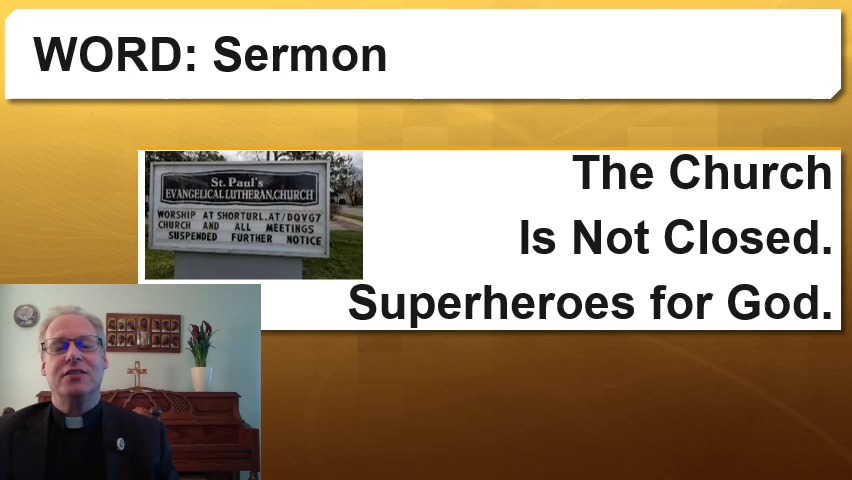 WORD: Sermon
St. Paul's
EVANGELICAL LUTHERAN CHURCH
WORSHIP AT SHORTURL.AT/DQVG7
CHURCH AND ALL MEETINGS
SUSPENDED FURTHER NOTICE
The Church
Is Not Closed.
Superheroes for God.